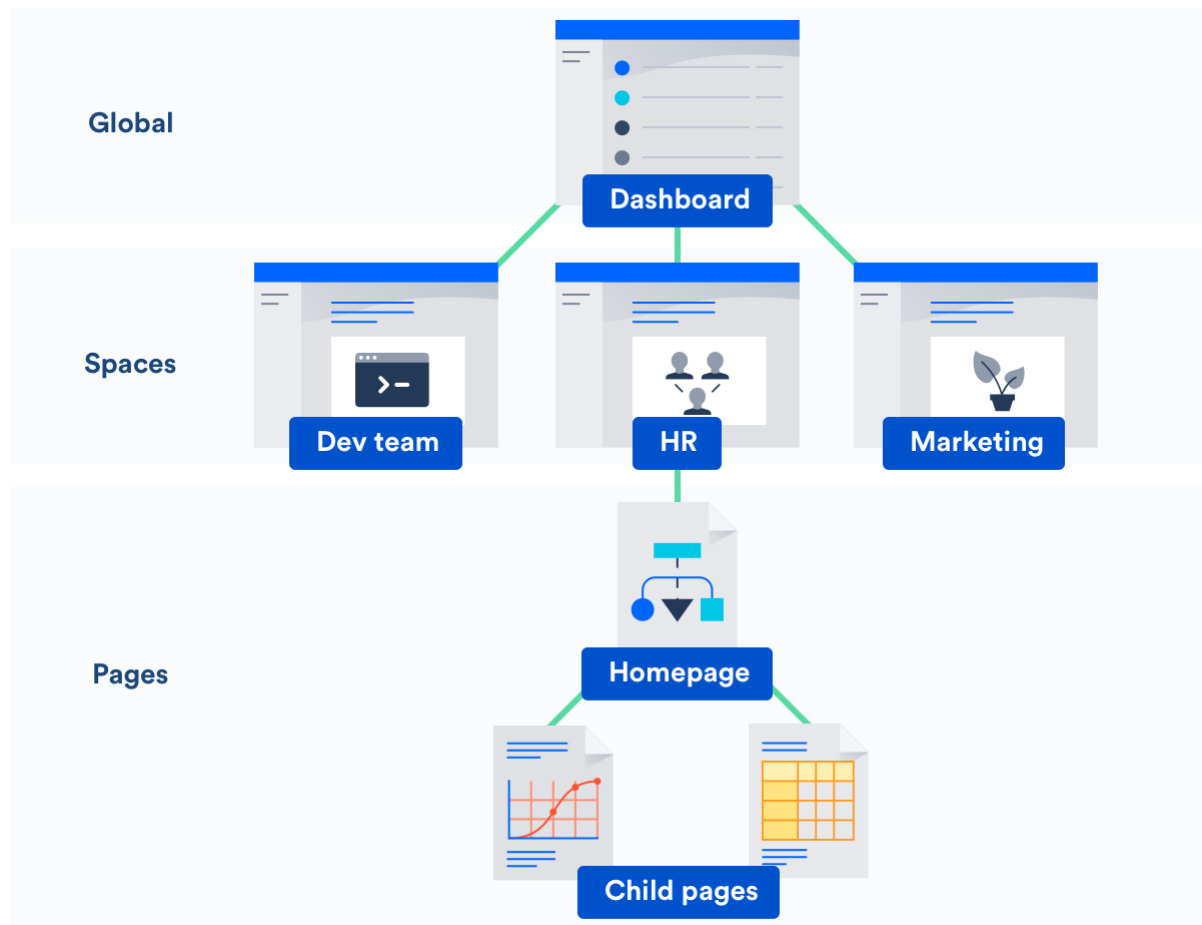 Global
Dashboard
Spaces
Dev team
HR
Marketing
Pages
Homepage
Child pages